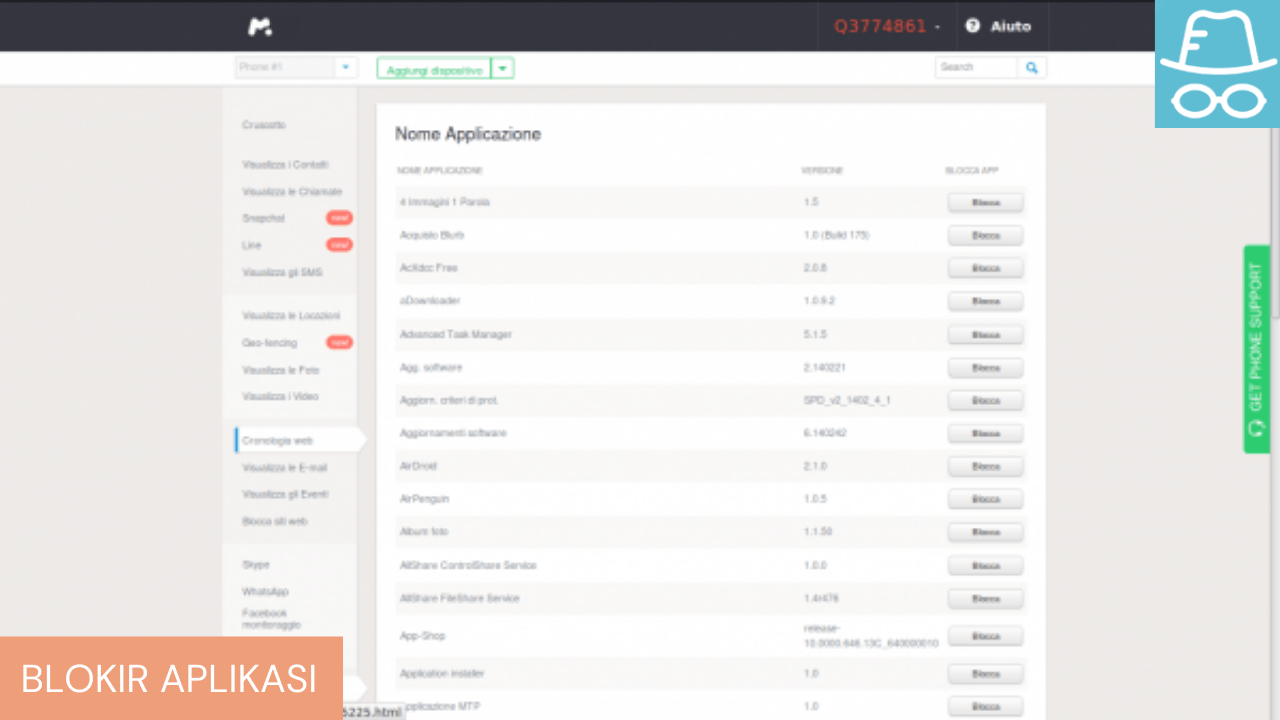 Q3774861
Aiuto
Phone #1
Aggiungi dispositivo
Search
Cruscotto
Visualizza i Contatti
Visualizza le Chiamate
Snapchat new!
Line new!
Visualizza gli SMS
Visualizza le Locazioni
Geo-fencing new!
Visualizza le Foto
Visualizza i Video
Cronologia web
Visualizza le E-mail
Visualizza gli Eventi
Blocca siti web
Skype
WhatsApp
Facebook
monitoraggio
Nome Applicazione
NOME APPLICAZIONE VERSIONE BLOCCA APP
4 Immagini 1 Parola 1.5 Blocca
Acquisto Blurb 1.0 (Build 175) Blocca
Actidoc Free 2.0.8 Blocca
aDownloader 1.0.9.2 Blocca
Advanced Task Manager 5.1.5 Blocca
Agg. software 2.140221 Blocca
Aggiorn. criteri di prot. SPD_v2_1402_4_1 Blocca
Aggiornamenti software 6.140242 Blocca
AirDroid 2.1.0 Blocca
AirPenguin 1.0.5 Blocca
Album foto 1.1.50 Blocca
AllShare ControlShare Service 1.0.0 Blocca
AllShare FileShare Service 1.4r476 Blocca
App-Shop release-
10.0000.646.13C_640000010 Blocca
Application installer 1.0 Blocca
pplicazione MTP 1.0 Blocca
5225.html
GET PHONE SUPPORT
BLOKIR APLIKASI